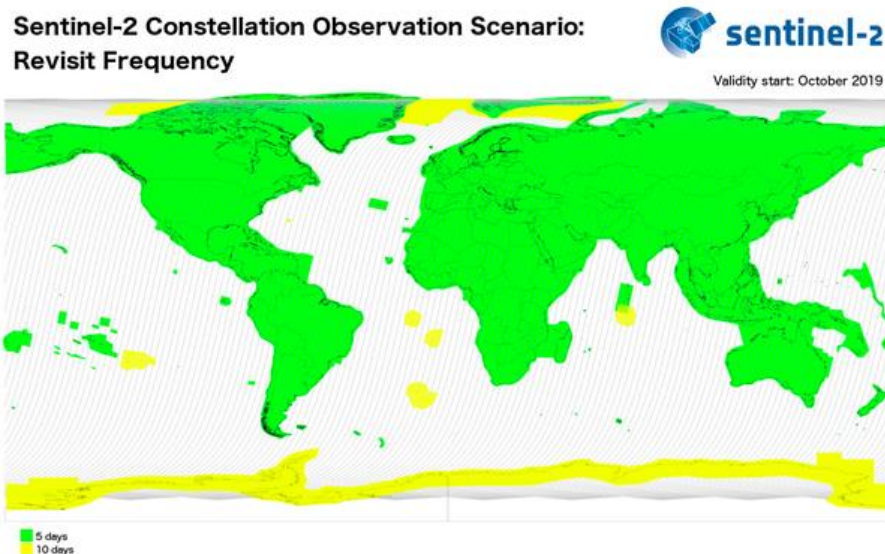 Sentinel-2 Constellation Observation Scenario:
Revisit Frequency
sentinel-2
Validity start: October 2019
5 days
10 days